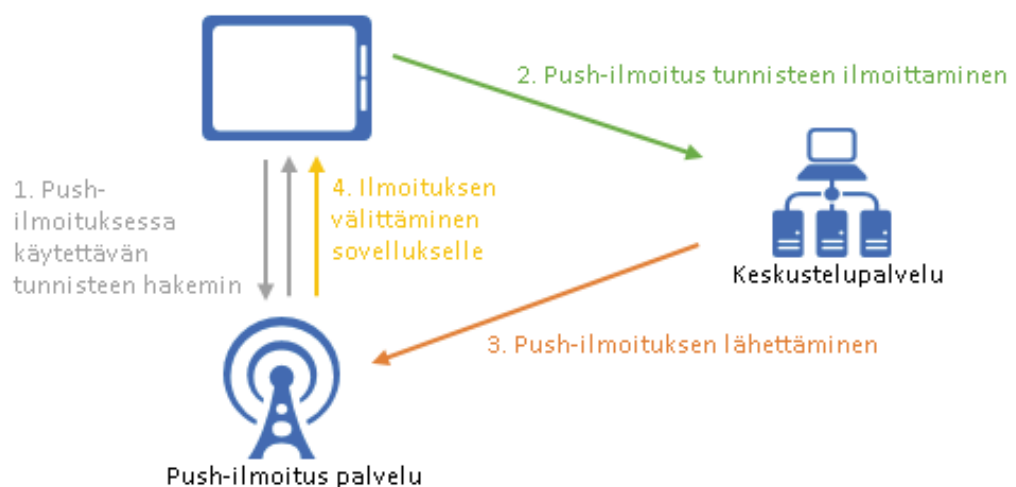 2. Push-ilmoitus tunnisteen ilmoittaminen
1. Push-
ilmoituksessa
käytettävän
tunnisteen hakemin
4. Ilmoituksen
välittäminen
sovellukselle
Keskustelupalvelu
3. Push-ilmoituksen lähettäminen
Push-ilmoitus palvelu